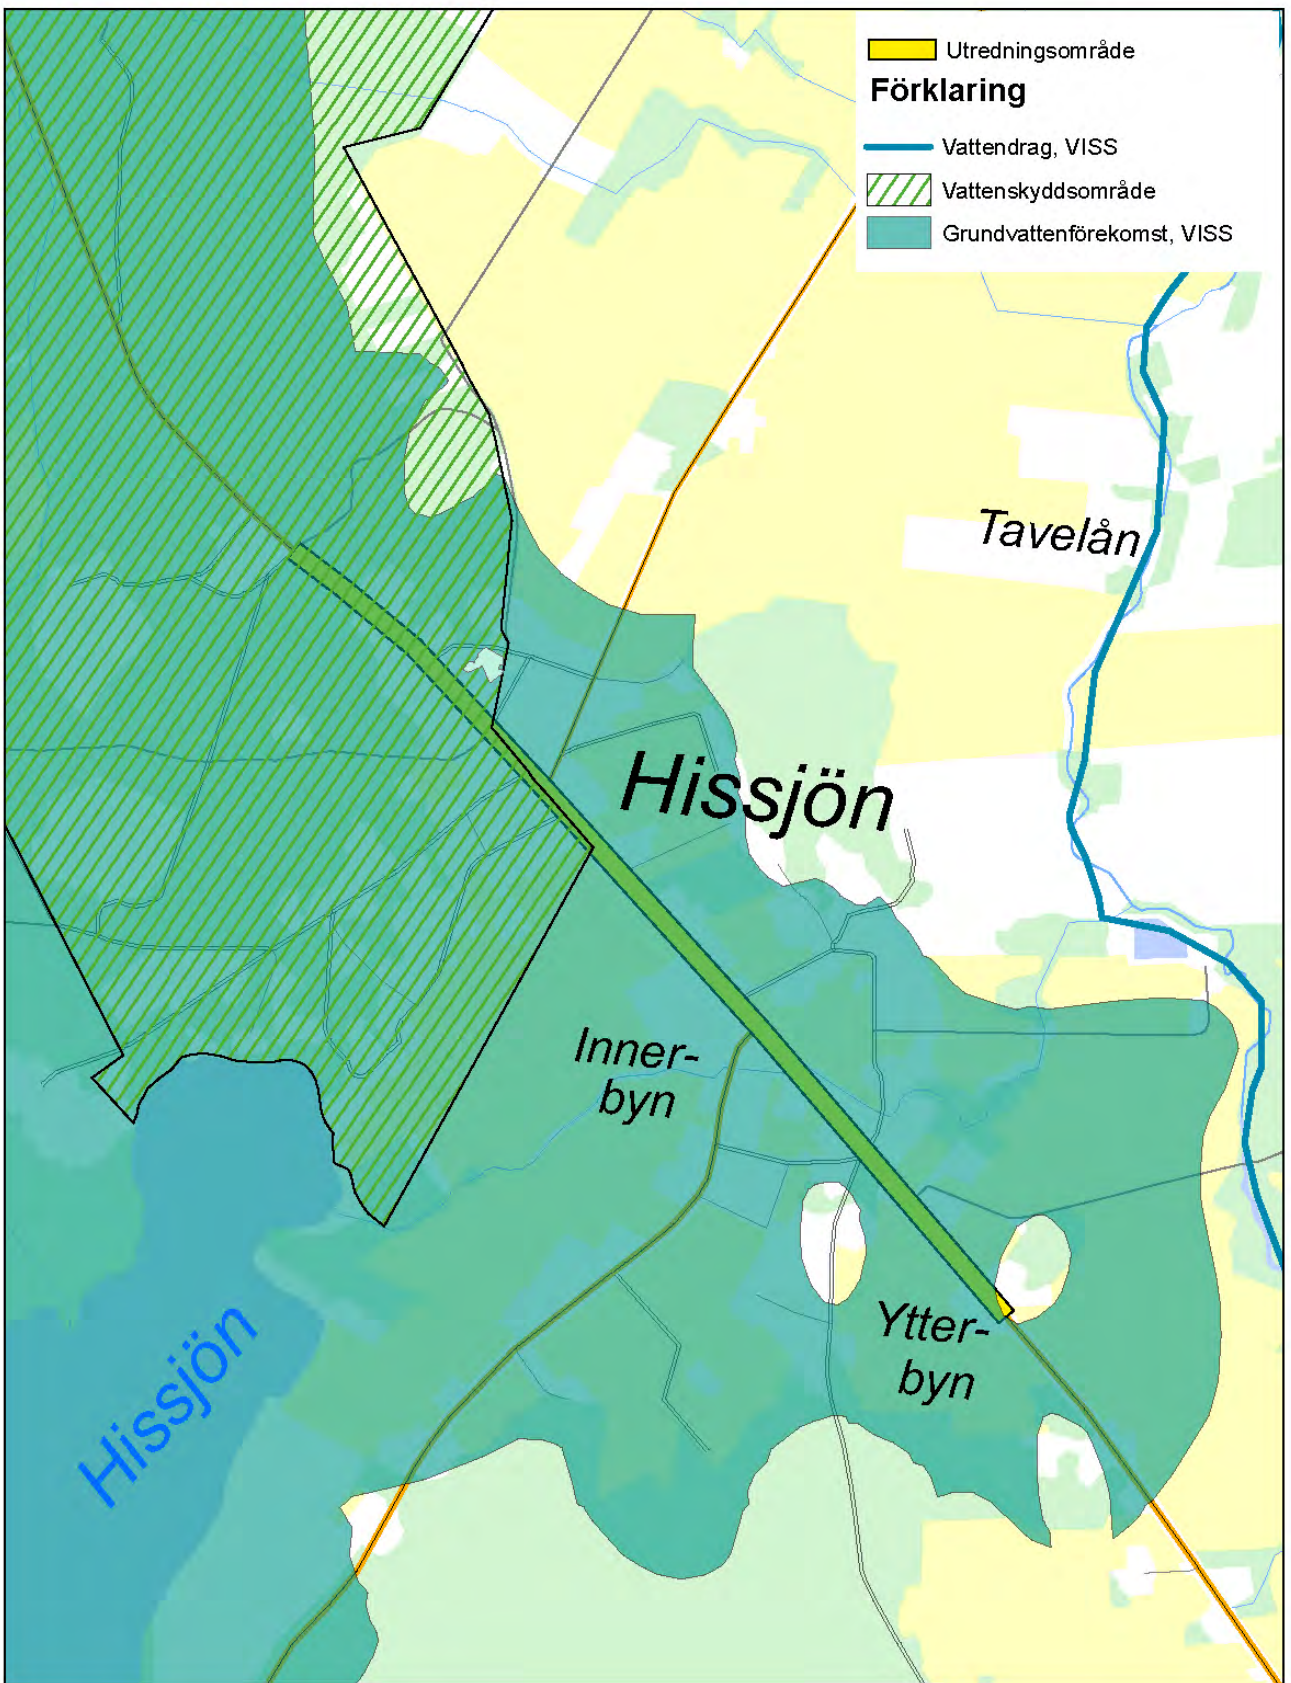 Utredningsområde
Förklaring
Vattendrag, VISS
Vattenskyddsområde
Grundvattenförekomst, VISS
Tavelån
Hissjön
Inner-
byn
Ytter-
byn
Hissjön